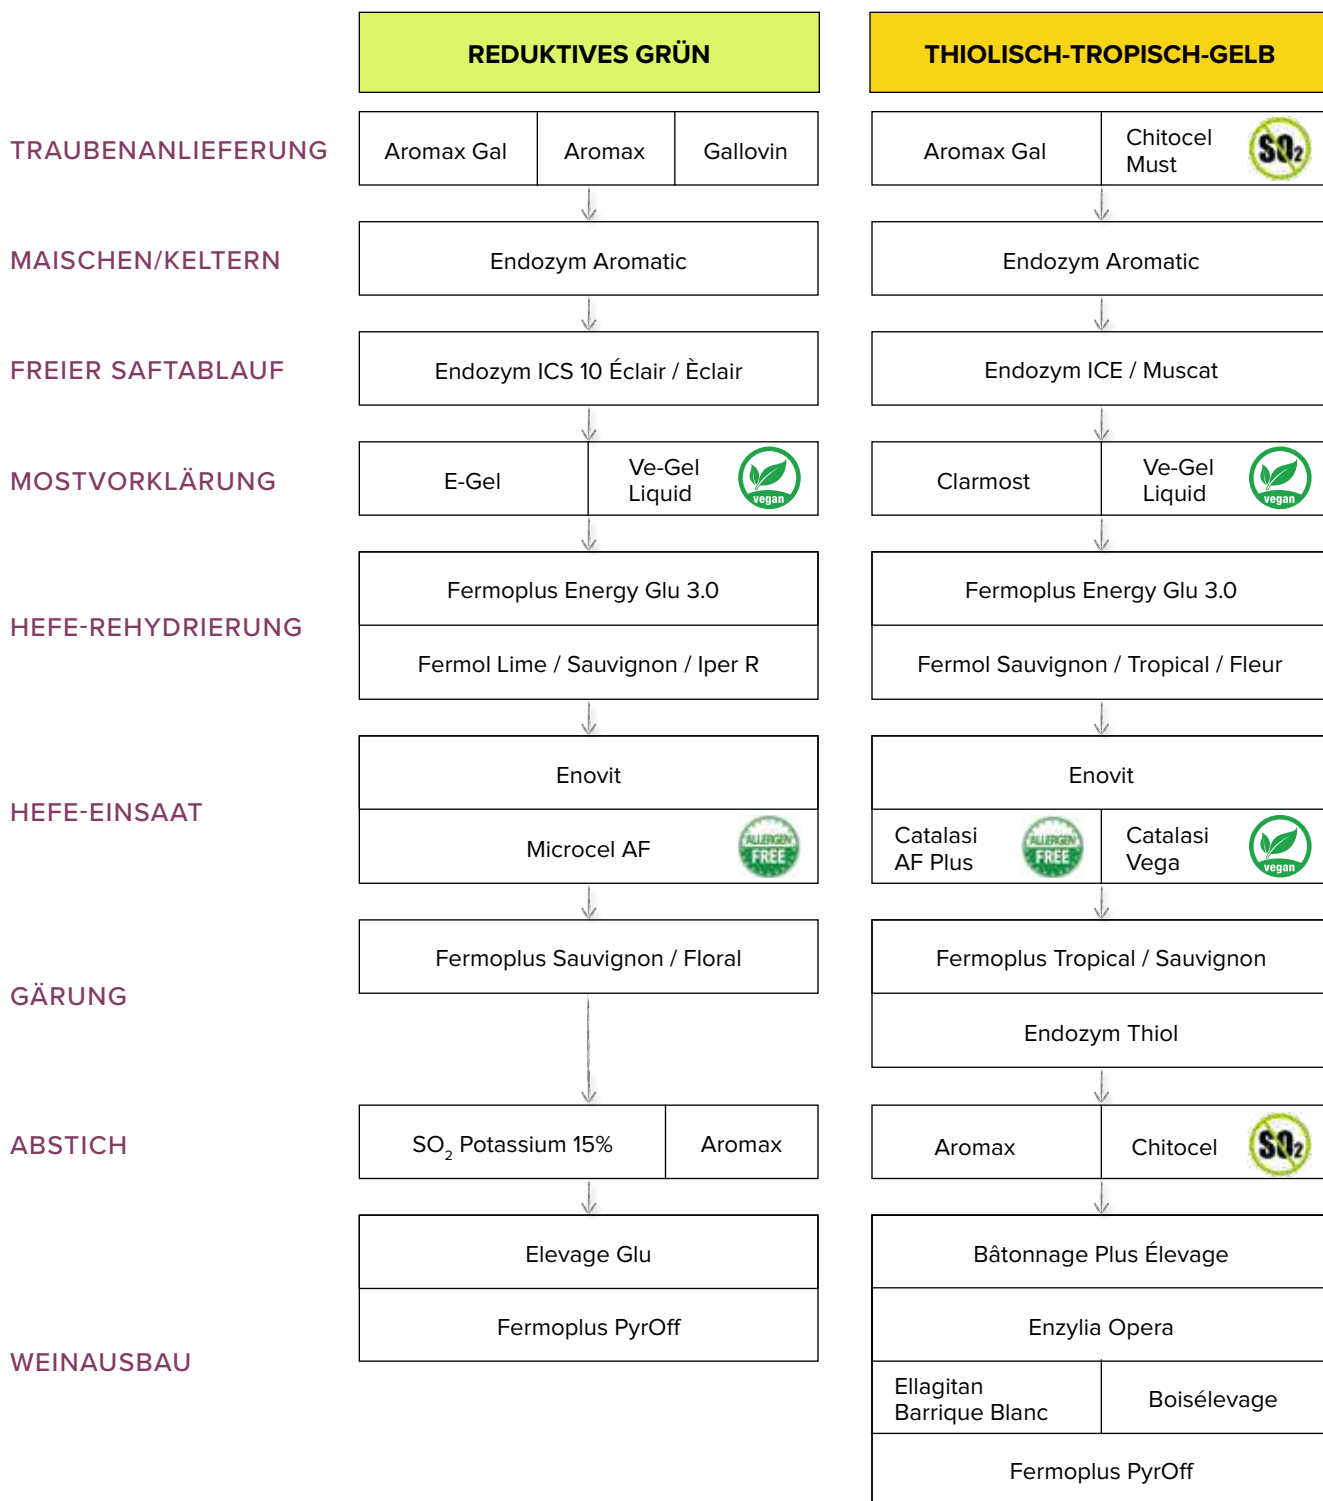 REDUKTIVES GRÜN
THIOLISCH-TROPISCH-GELB
TRAUBENANLIEFERUNG
Aromax Gal
Aromax
Gallovin
Aromax Gal
Chitocel
Must
SO2
MAISCHEN/KELTERN
Endozym Aromatic
Endozym Aromatic
FREIER SAFTABLAUF
Endozym ICS 10 Éclair / Èclair
Endozym ICE / Muscat
MOSTVORKLÄRUNG
E-Gel
Ve-Gel
Liquid
vegan
Clarmost
Ve-Gel
Liquid
vegan
HEFE-REHYDRIERUNG
Fermoplus Energy Glu 3.0
Fermol Lime / Sauvignon / Iper R
Fermoplus Energy Glu 3.0
Fermol Sauvignon / Tropical / Fleur
HEFE-EINSAAT
Enovit
Microcel AF
ALLERGEN
FREE
Enovit
Catalasi
AF Plus
ALLERGEN
FREE
Catalasi
Vega
vegan
GÄRUNG
Fermoplus Sauvignon / Floral
Fermoplus Tropical / Sauvignon
Endozym Thiol
ABSTICH
SO₂ Potassium 15%
Aromax
Aromax
Chitocel
SO2
WEINAUSBAU
Elevage Glu
Fermoplus PyrOff
Bâtonnage Plus Élevage
Enzylia Opera
Ellagitan
Barrique Blanc
Boisélevage
Fermoplus PyrOff